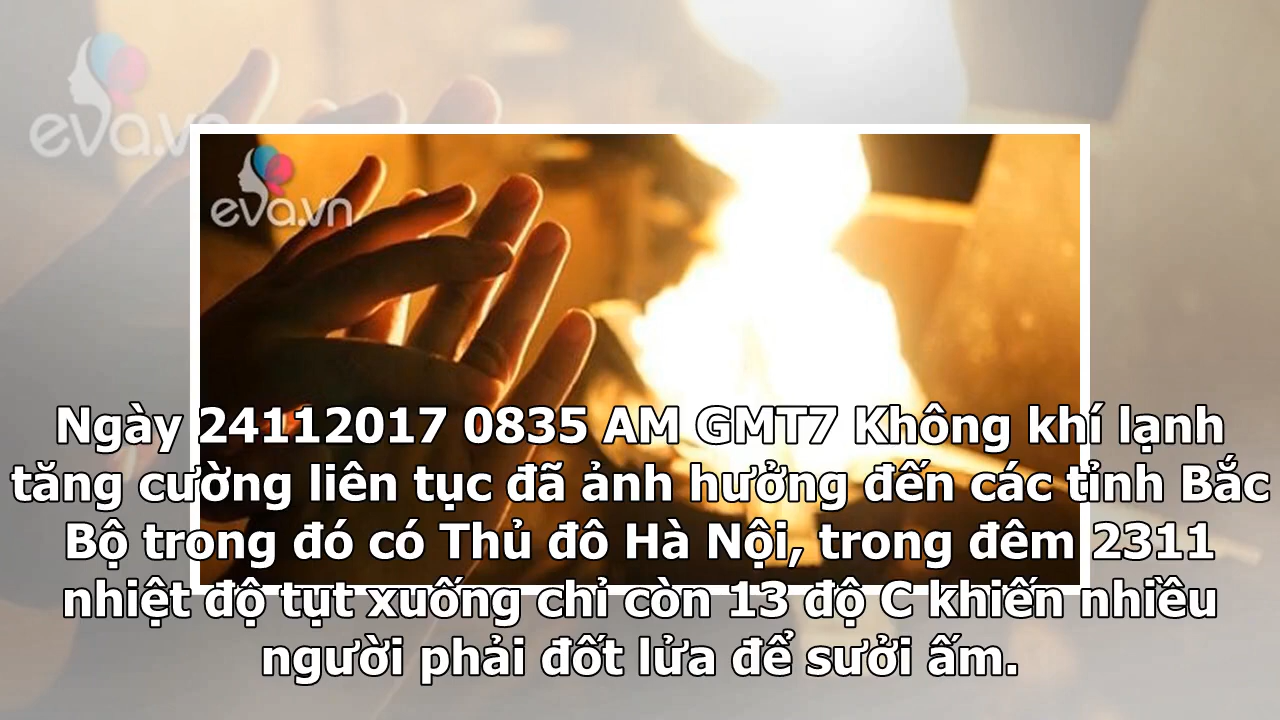 eva.vn
eva.vn
Ngày 24112017 0835 AM GMT7 Không khí lạnh
tăng cường liên tục đã ảnh hưởng đến các tỉnh Bắc
Bộ trong đó có Thủ đô Hà Nội, trong đêm 2311
nhiệt độ tụt xuống chỉ còn 13 độ C khiến nhiều
người phải đốt lửa để sưởi ấm.